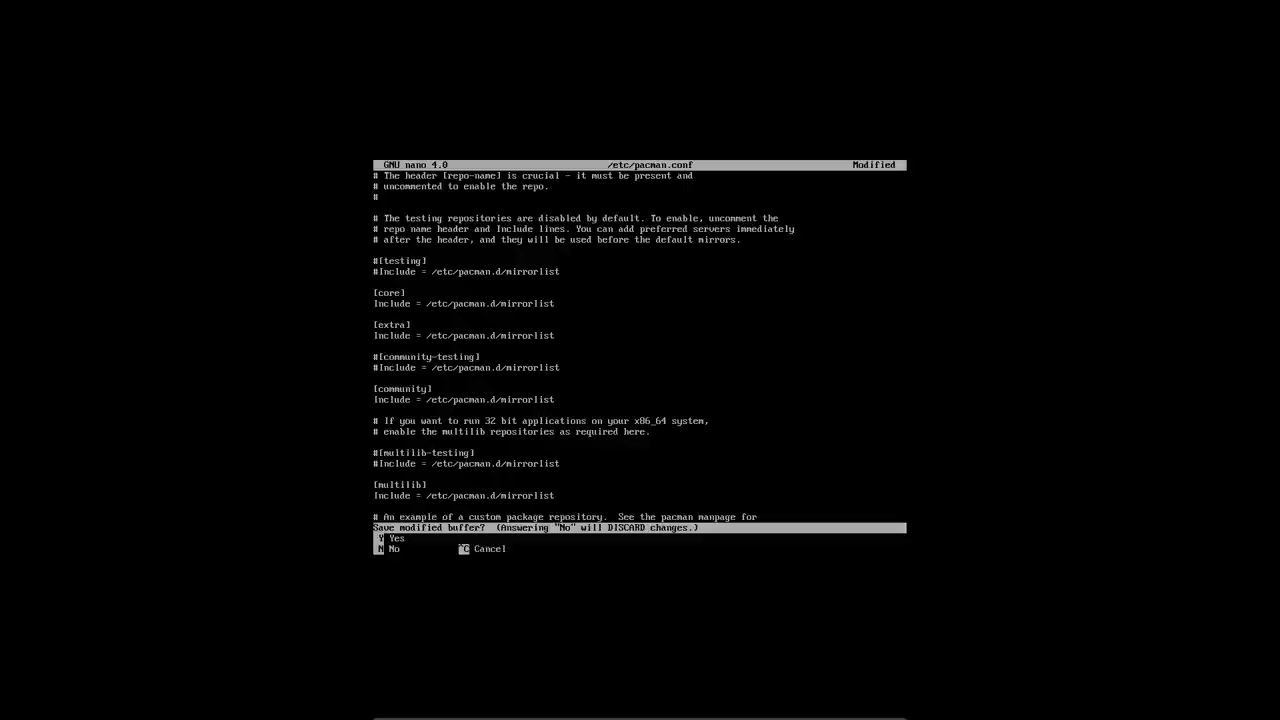 GNU nano 4.0 /etc/pacman.conf Modified
# The header [repo-name] is crucial - it must be present and
# uncommented to enable the repo.
#
# The testing repositories are disabled by default. To enable, uncomment the
# repo name header and Include lines. You can add preferred servers immediately
# after the header, and they will be used before the default mirrors.
#[testing]
#Include = /etc/pacman.d/mirrorlist
[core]
Include = /etc/pacman.d/mirrorlist
[extra]
Include = /etc/pacman.d/mirrorlist
#[community-testing]
#Include = /etc/pacman.d/mirrorlist
[community]
Include = /etc/pacman.d/mirrorlist
# If you want to run 32 bit applications on your x86_64 system,
# enable the multilib repositories as required here.
#[multilib-testing]
#Include = /etc/pacman.d/mirrorlist
[multilib]
Include = /etc/pacman.d/mirrorlist
# An example of a custom package repository.  See the pacman manpage for
Save modified buffer?  (Answering "No" will DISCARD changes.)
Y Yes
N No ^C Cancel